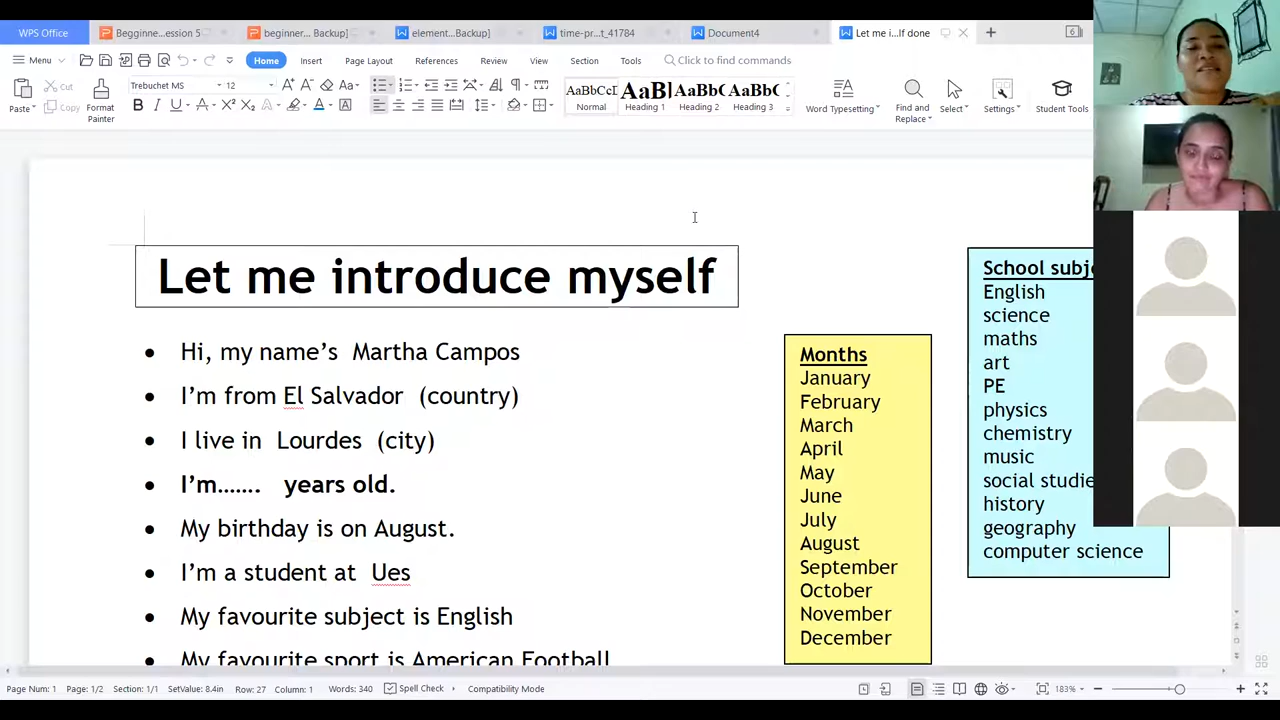 WPS Office
Begginne...ession 5
beginner... Backup]
element...Backup]
time-pr...t_41784
Document4
Let me i...lf done
6
Menu
Home
Insert
Page Layout
References
Review
View
Section
Tools
Click to find commands
Paste
Cut
Copy
Format
Painter
Trebuchet MS
12
AaBbCcD
Normal
AaBl
Heading 1
AaBb(
Heading 2
AaBb(
Heading 3
Word Typesetting
Find and
Replace
Select
Settings
Student Tools
Let me introduce myself
• Hi, my name's Martha Campos
• I'm from El Salvador (country)
• I live in Lourdes (city)
• I'm....... years old.
• My birthday is on August.
• I'm a student at Ues
• My favourite subject is English
My favourite sport is American Football
Months
January
February
March
April
May
June
July
August
September
October
November
December
School subj
English
science
maths
art
PE
physics
chemistry
music
social studie
history
geography
computer science
Page Num: 1
Page: 1/2
Section: 1/1
SetValue: 8.4in
Row: 27
Column: 1
Words: 340
Spell Check
Compatibility Mode
183%